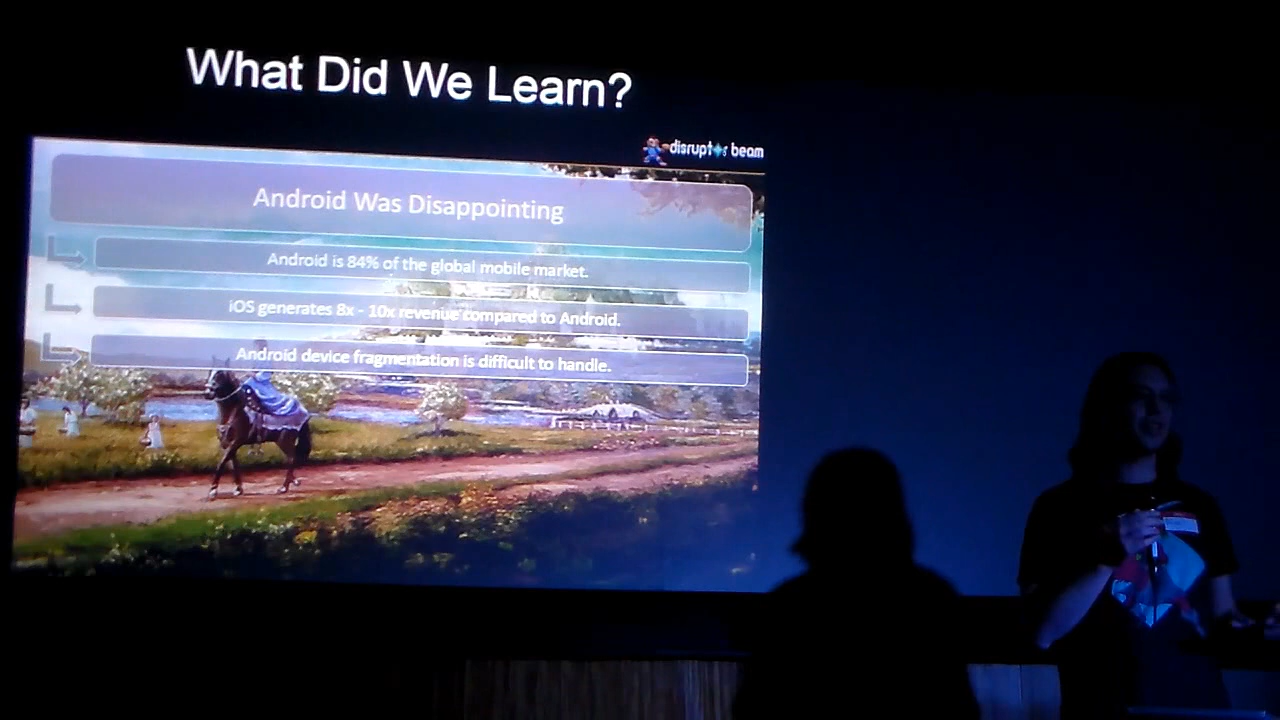 What Did We Learn?
disruptor beam
Android Was Disappointing
Android is 84% of the global mobile market.
iOS generates 8x - 10x revenue compared to Android.
Android device fragmentation is difficult to handle.